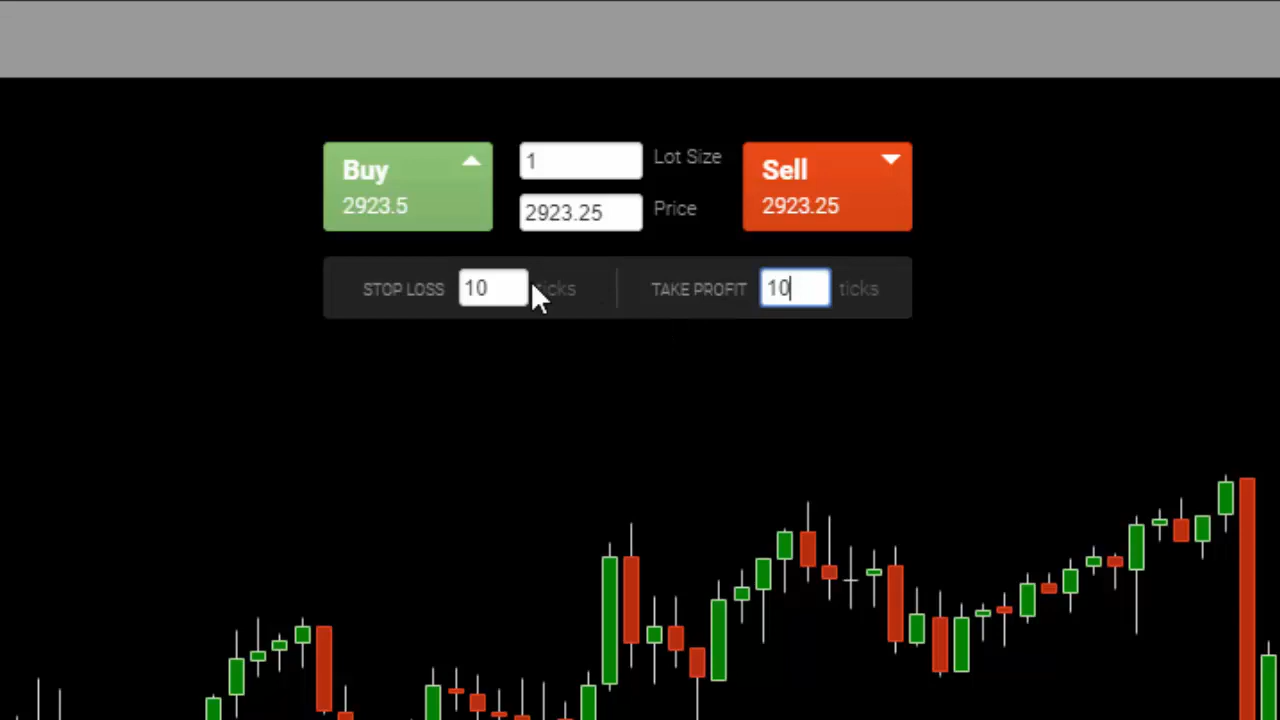 Buy
2923.5
1
Lot Size
2923.25
Price
Sell
2923.25
STOP LOSS 10 ticks
TAKE PROFIT 10 ticks